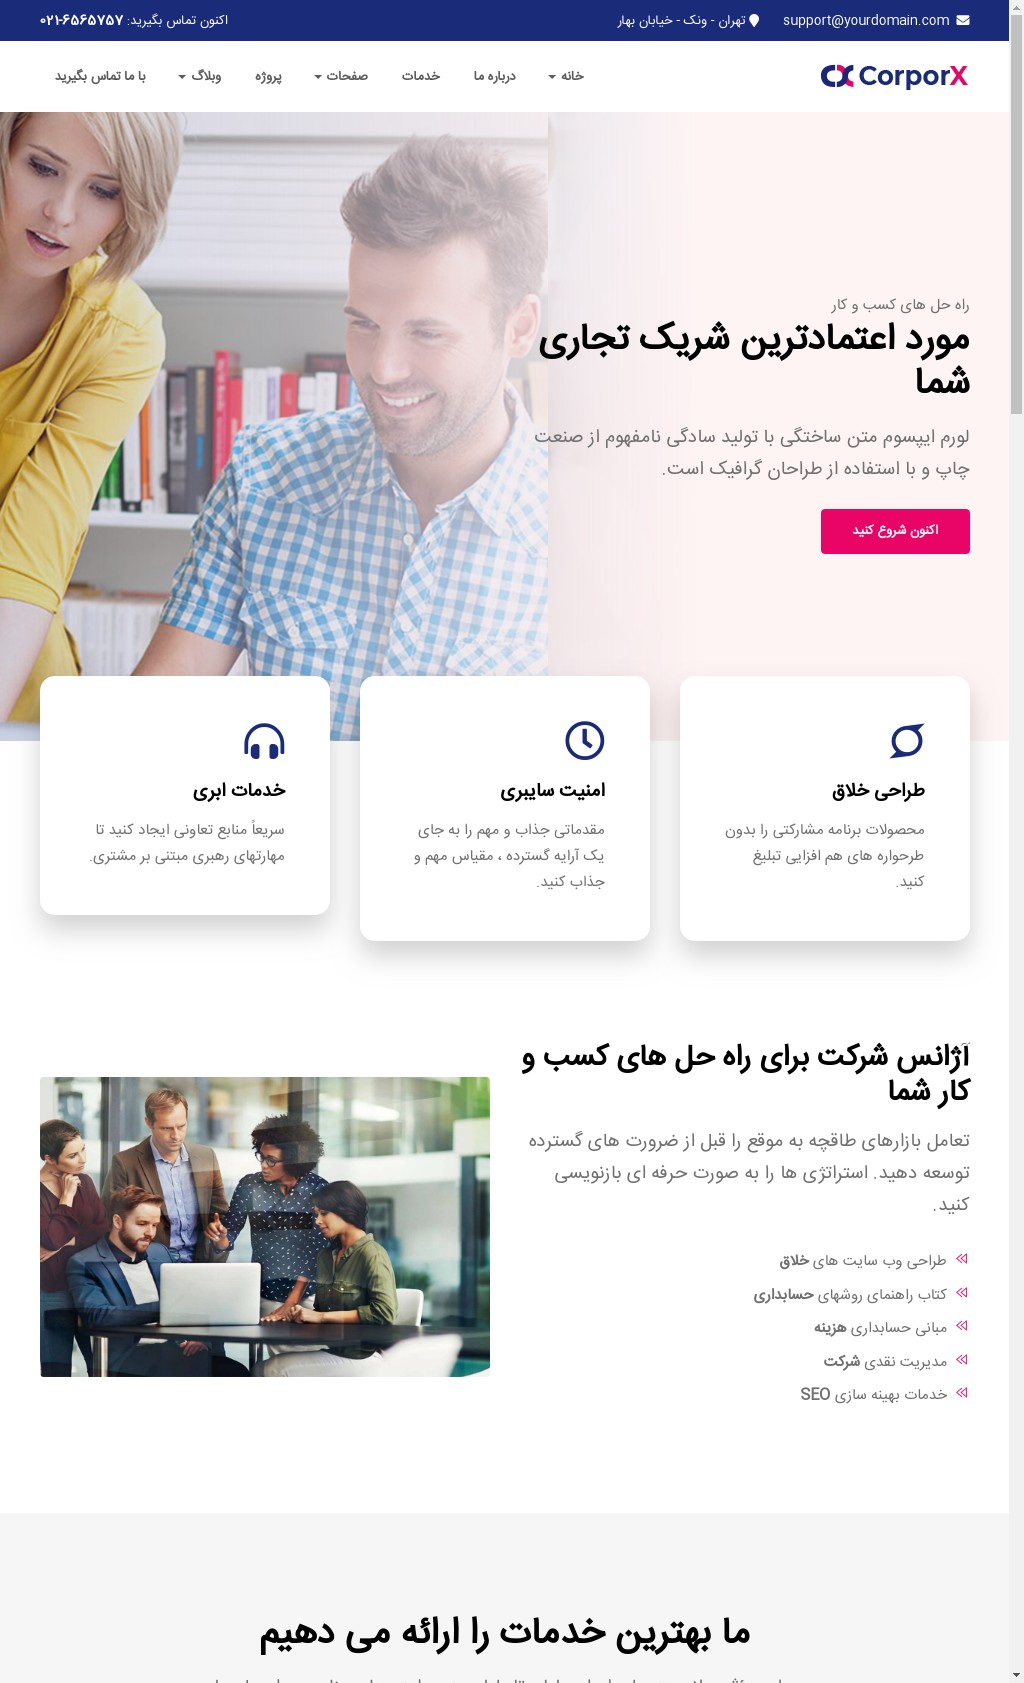 support@yourdomain.com تهران - ونک - خیابان بهار اکنون تماس بگیرید: ۰۲۱-۶۵۶۵۷۵۷
CorporX خانه درباره ما خدمات صفحات پروژه وبلاگ با ما تماس بگیرید
راه حل های کسب و کار
مورد اعتمادترین شریک تجاری
شما
لورم ایپسوم متن ساختگی با تولید سادگی نامفهوم از صنعت
چاپ و با استفاده از طراحان گرافیک است.
اکنون شروع کنید
طراحی خلاق
محصولات برنامه مشارکتی را بدون
طرحواره های هم افزایی تبلیغ
کنید.
امنیت سایبری
مقدماتی جذاب و مهم را به جای
یک آرایه گسترده ، مقیاس مهم و
جذاب کنید.
خدمات ابری
سریعاً منابع تعاونی ایجاد کنید تا
مهارتهای رهبری مبتنی بر مشتری.
آژانس شرکت برای راه حل های کسب و
کار شما
تعامل بازارهای طاقچه به موقع را قبل از ضرورت های گسترده
توسعه دهید. استراتژی ها را به صورت حرفه ای بازنویسی
کنید.
طراحی وب سایت های خلاق
کتاب راهنمای روشهای حسابداری
مبانی حسابداری هزینه
مدیریت نقدی شرکت
خدمات بهینه سازی SEO
ما بهترین خدمات را ارائه می دهیم